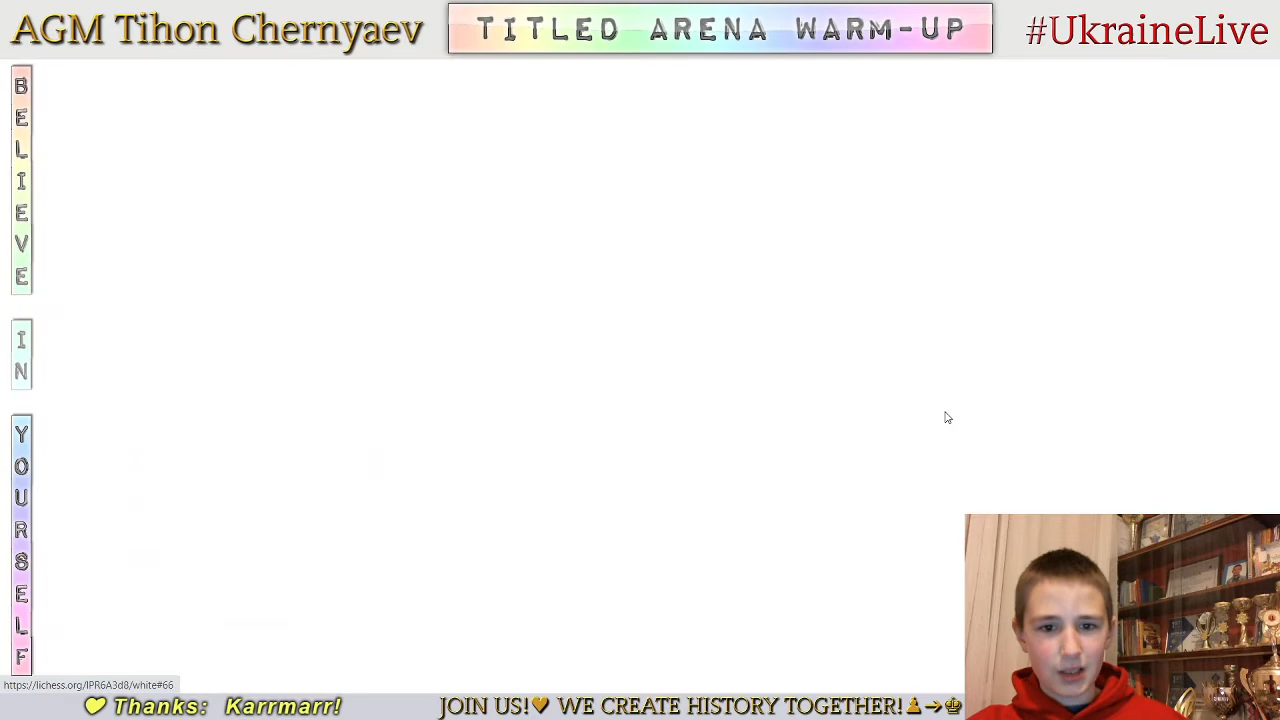 AGM Tihon Chernyaev
TITLED ARENA WARM-UP
#UkraineLive
BELIEVE
IN
YOURSELF
https://lichess.org/lPR6A3d8/white#66
Thanks: Karrmarr!
JOIN US!♥ WE CREATE HISTORY TOGETHER!♟→♚